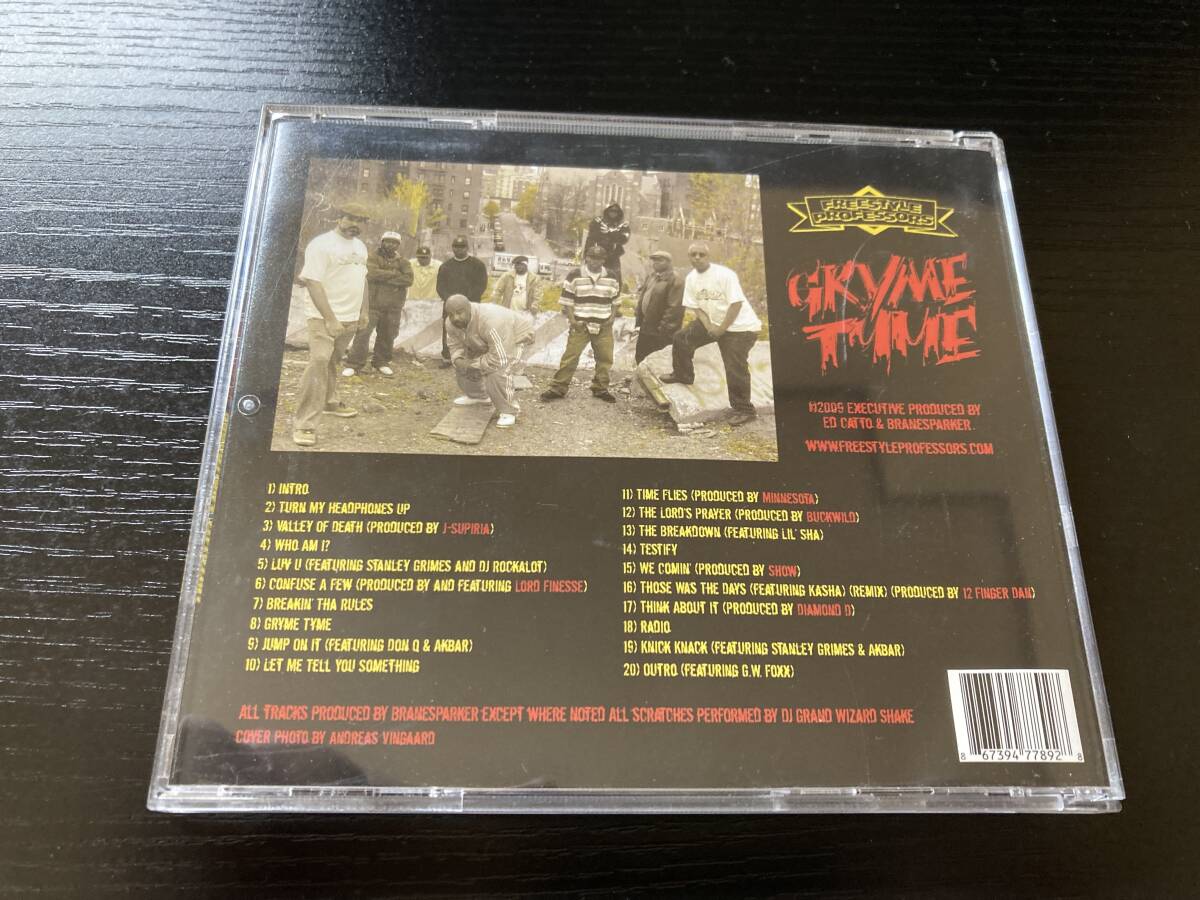 FREESTYLE
PROFESSORS
GRYME
TYME
©2009 EXECUTIVE PRODUCED BY
ED CATTO & BRANESPARKER.
WWW.FREESTYLEPROFESSORS.COM
1) INTRO
2) TURN MY HEADPHONES UP
3) VALLEY OF DEATH (PRODUCED BY J-SUPIRIA)
4) WHO AM I?
5) LUV U (FEATURING STANLEY GRIMES AND DJ ROCKALOT)
6) CONFUSE A FEW (PRODUCED BY AND FEATURING LORD FINESSE)
7) BREAKIN' THA RULES
8) GRYME TYME
9) JUMP ON IT (FEATURING DON Q & AKBAR)
10) LET ME TELL YOU SOMETHING
11) TIME FLIES (PRODUCED BY MINNESOTA)
12) THE LORD'S PRAYER (PRODUCED BY BUCKWILD)
13) THE BREAKDOWN (FEATURING LIL' SHA)
14) TESTIFY
15) WE COMIN' (PRODUCED BY SHOW)
16) THOSE WAS THE DAYS (FEATURING KASHA) (REMIX) (PRODUCED BY 12 FINGER DAN)
17) THINK ABOUT IT (PRODUCED BY DIAMOND D)
18) RADIO
19) KNICK KNACK (FEATURING STANLEY GRIMES & AKBAR)
20) OUTRO (FEATURING G.W. FOXX)
ALL TRACKS PRODUCED BY BRANESPARKER EXCEPT WHERE NOTED ALL SCRATCHES PERFORMED BY DJ GRAND WIZARD SHAKE
COVER PHOTO BY ANDREAS VINGAARD
8 67394 77892 8